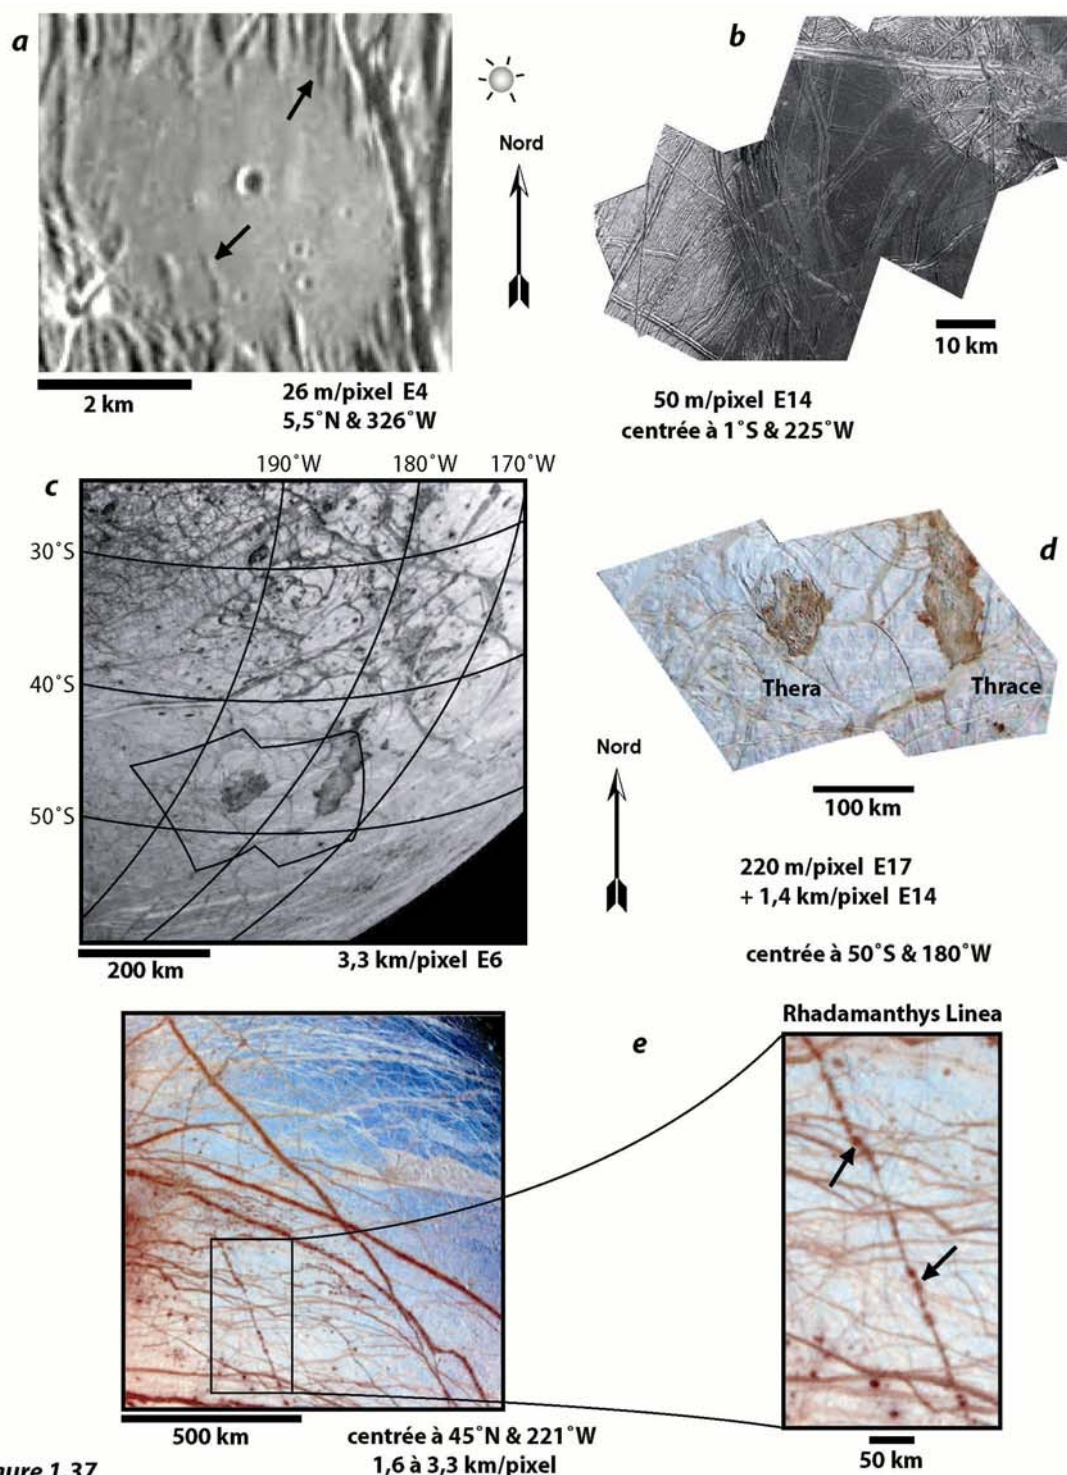 a
Nord
2 km
26 m/pixel E4
5,5°N & 326°W
b
10 km
50 m/pixel E14
centrée à 1°S & 225°W
c
190°W 180°W 170°W
30°S
40°S
50°S
200 km
3,3 km/pixel E6
d
Thera
Thrace
Nord
100 km
220 m/pixel E17
+ 1,4 km/pixel E14
centrée à 50°S & 180°W
e
Rhadamanthys Linea
500 km
centrée à 45°N & 221°W
1,6 à 3,3 km/pixel
50 km
1.37